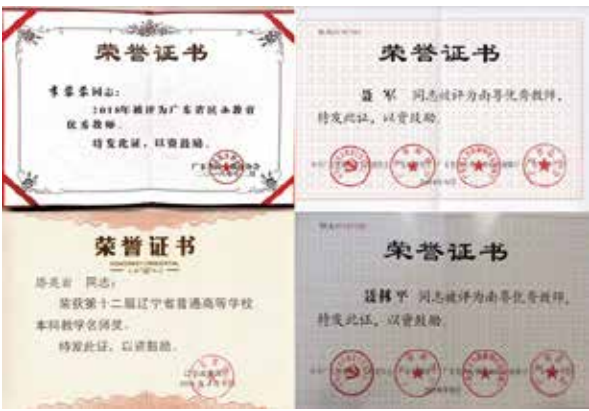 荣誉证书
同志:
2018年被评为广东省民办教育
优秀教师。
特发此证,以资鼓励。
荣誉证书
聂军 同志被评为南粤优秀教师,
特发此证,以资鼓励。
荣誉证书
同志:
荣获第十二届辽宁省普通高等学校
本科教学名师奖。
特发此证,以资鼓励。
荣誉证书
同志被评为南粤优秀教师,
特发此证,以资鼓励。